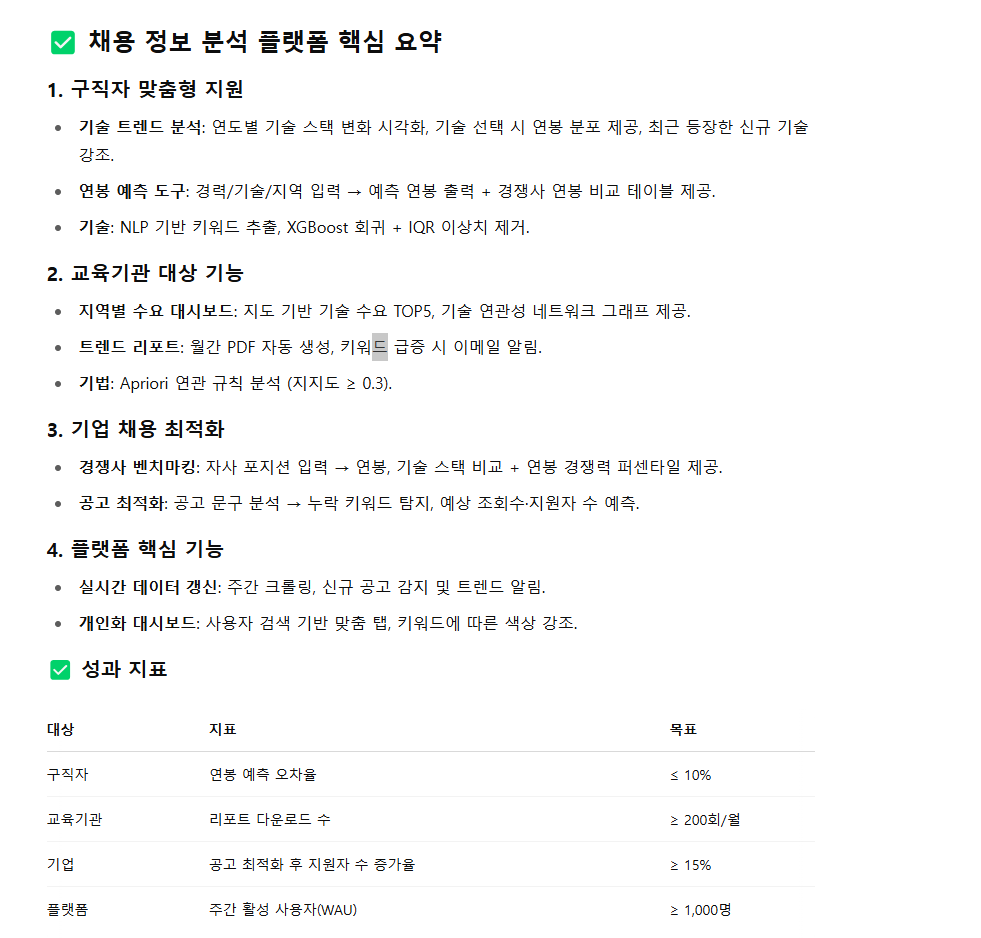 ✅ 채용 정보 분석 플랫폼 핵심 요약
1. 구직자 맞춤형 지원
• 기술 트렌드 분석: 연도별 기술 스택 변화 시각화, 기술 선택 시 연봉 분포 제공, 최근 등장한 신규 기술
강조.
• 연봉 예측 도구: 경력/기술/지역 입력 → 예측 연봉 출력 + 경쟁사 연봉 비교 테이블 제공.
• 기술: NLP 기반 키워드 추출, XGBoost 회귀 + IQR 이상치 제거.
2. 교육기관 대상 기능
• 지역별 수요 대시보드: 지도 기반 기술 수요 TOP5, 기술 연관성 네트워크 그래프 제공.
• 트렌드 리포트: 월간 PDF 자동 생성, 키워드 급증 시 이메일 알림.
• 기법: Apriori 연관 규칙 분석 (지지도 ≥ 0.3).
3. 기업 채용 최적화
• 경쟁사 벤치마킹: 자사 포지션 입력 → 연봉, 기술 스택 비교 + 연봉 경쟁력 퍼센타일 제공.
• 공고 최적화: 공고 문구 분석 → 누락 키워드 탐지, 예상 조회수·지원자 수 예측.
4. 플랫폼 핵심 기능
• 실시간 데이터 갱신: 주간 크롤링, 신규 공고 감지 및 트렌드 알림.
• 개인화 대시보드: 사용자 검색 기반 맞춤 탭, 키워드에 따른 색상 강조.
✅ 성과 지표
대상 지표 목표
구직자 연봉 예측 오차율 ≤ 10%
교육기관 리포트 다운로드 수 ≥ 200회/월
기업 공고 최적화 후 지원자 수 증가율 ≥ 15%
플랫폼 주간 활성 사용자(WAU) ≥ 1,000명